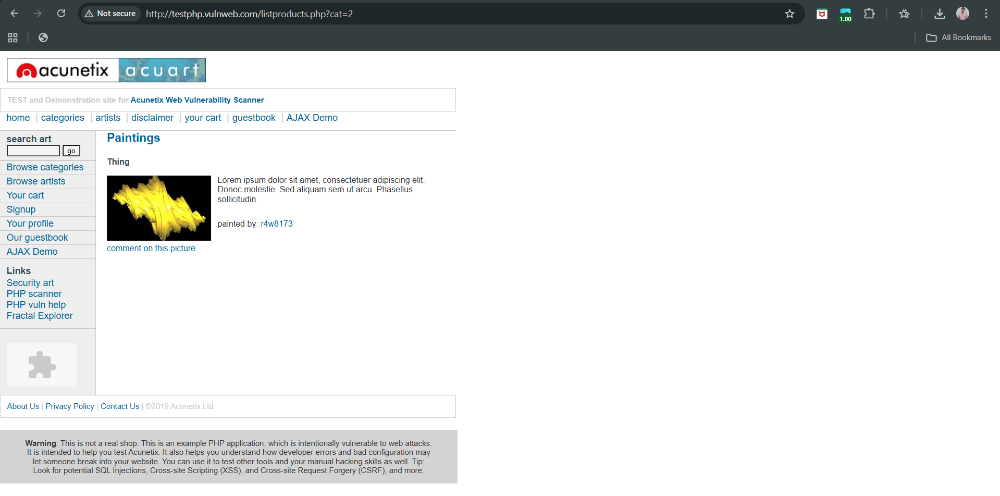 Not secure
http://testphp.vulnweb.com/listproducts.php?cat=2
1.00
All Bookmarks
acunetix acuart
TEST and Demonstration site for Acunetix Web Vulnerability Scanner
home | categories | artists | disclaimer | your cart | guestbook | AJAX Demo
search art
go
Browse categories
Browse artists
Your cart
Signup
Your profile
Our guestbook
AJAX Demo
Links
Security art
PHP scanner
PHP vuln help
Fractal Explorer
Paintings
Thing
Lorem ipsum dolor sit amet, consectetuer adipiscing elit.
Donec molestie. Sed aliquam sem ut arcu. Phasellus
sollicitudin.
painted by: r4w8173
comment on this picture
About Us | Privacy Policy | Contact Us | ©2019 Acunetix Ltd
Warning: This is not a real shop. This is an example PHP application, which is intentionally vulnerable to web attacks.
It is intended to help you test Acunetix. It also helps you understand how developer errors and bad configuration may
let someone break into your website. You can use it to test other tools and your manual hacking skills as well. Tip:
Look for potential SQL Injections, Cross-site Scripting (XSS), and Cross-site Request Forgery (CSRF), and more.